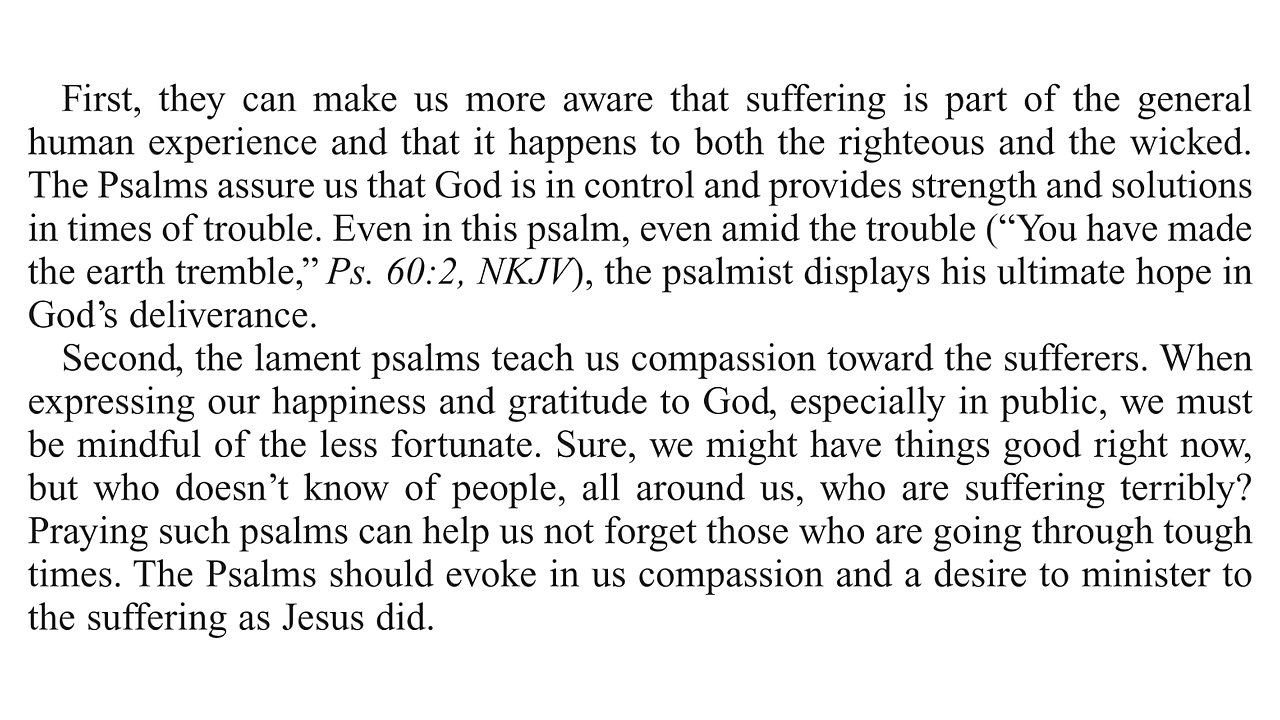 First, they can make us more aware that suffering is part of the general
human experience and that it happens to both the righteous and the wicked.
The Psalms assure us that God is in control and provides strength and solutions
in times of trouble. Even in this psalm, even amid the trouble (“You have made
the earth tremble,” Ps. 60:2, NKJV), the psalmist displays his ultimate hope in
God’s deliverance.
Second, the lament psalms teach us compassion toward the sufferers. When
expressing our happiness and gratitude to God, especially in public, we must
be mindful of the less fortunate. Sure, we might have things good right now,
but who doesn’t know of people, all around us, who are suffering terribly?
Praying such psalms can help us not forget those who are going through tough
times. The Psalms should evoke in us compassion and a desire to minister to
the suffering as Jesus did.